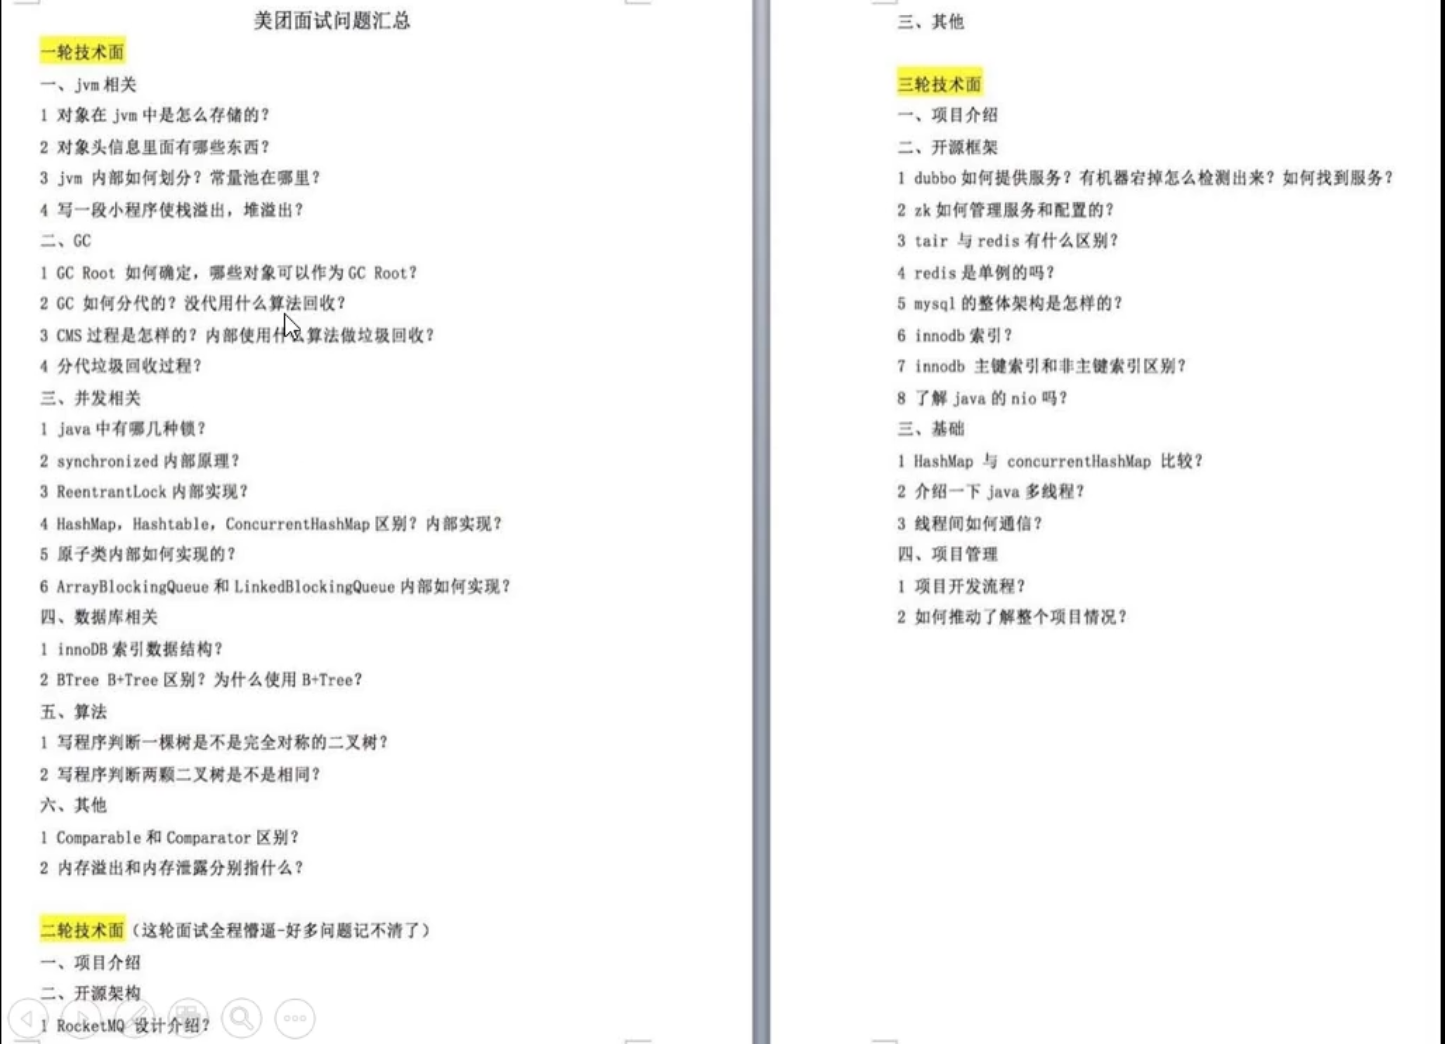 美团面试问题汇总
一轮技术面
一、jvm 相关
1 对象在 jvm 中是怎么存储的？
2 对象头信息里面有哪些东西？
3 jvm 内部如何划分？常量池在哪里？
4 写一段小程序使栈溢出，堆溢出？
二、GC
1 GC Root 如何确定，哪些对象可以作为 GC Root？
2 GC 如何分代的？没代用什么算法回收？
3 CMS 过程是怎样的？内部使用什么算法做垃圾回收？
4 分代垃圾回收过程？
三、并发相关
1 java 中有哪几种锁？
2 synchronized 内部原理？
3 ReentrantLock 内部实现？
4 HashMap，Hashtable，ConcurrentHashMap 区别？内部实现？
5 原子类内部如何实现的？
6 ArrayBlockingQueue 和 LinkedBlockingQueue 内部如何实现？
四、数据库相关
1 innoDB 索引数据结构？
2 BTree B+Tree 区别？为什么使用 B+Tree？
五、算法
1 写程序判断一棵树是不是完全对称的二叉树？
2 写程序判断两颗二叉树是不是相同？
六、其他
1 Comparable 和 Comparator 区别？
2 内存溢出和内存泄露分别指什么？
二轮技术面（这轮面试全程懵逼-好多问题记不清了）
一、项目介绍
二、开源架构
1 RocketMQ 设计介绍？
三、其他
三轮技术面
一、项目介绍
二、开源框架
1 dubbo 如何提供服务？有机器宕掉怎么检测出来？如何找到服务？
2 zk 如何管理服务和配置的？
3 tair 与 redis 有什么区别？
4 redis 是单例的吗？
5 mysql 的整体架构是怎样的？
6 innodb 索引？
7 innodb 主键索引和非主键索引区别？
8 了解 java 的 nio 吗？
三、基础
1 HashMap 与 concurrentHashMap 比较？
2 介绍一下 java 多线程？
3 线程间如何通信？
四、项目管理
1 项目开发流程？
2 如何推动了解整个项目情况？